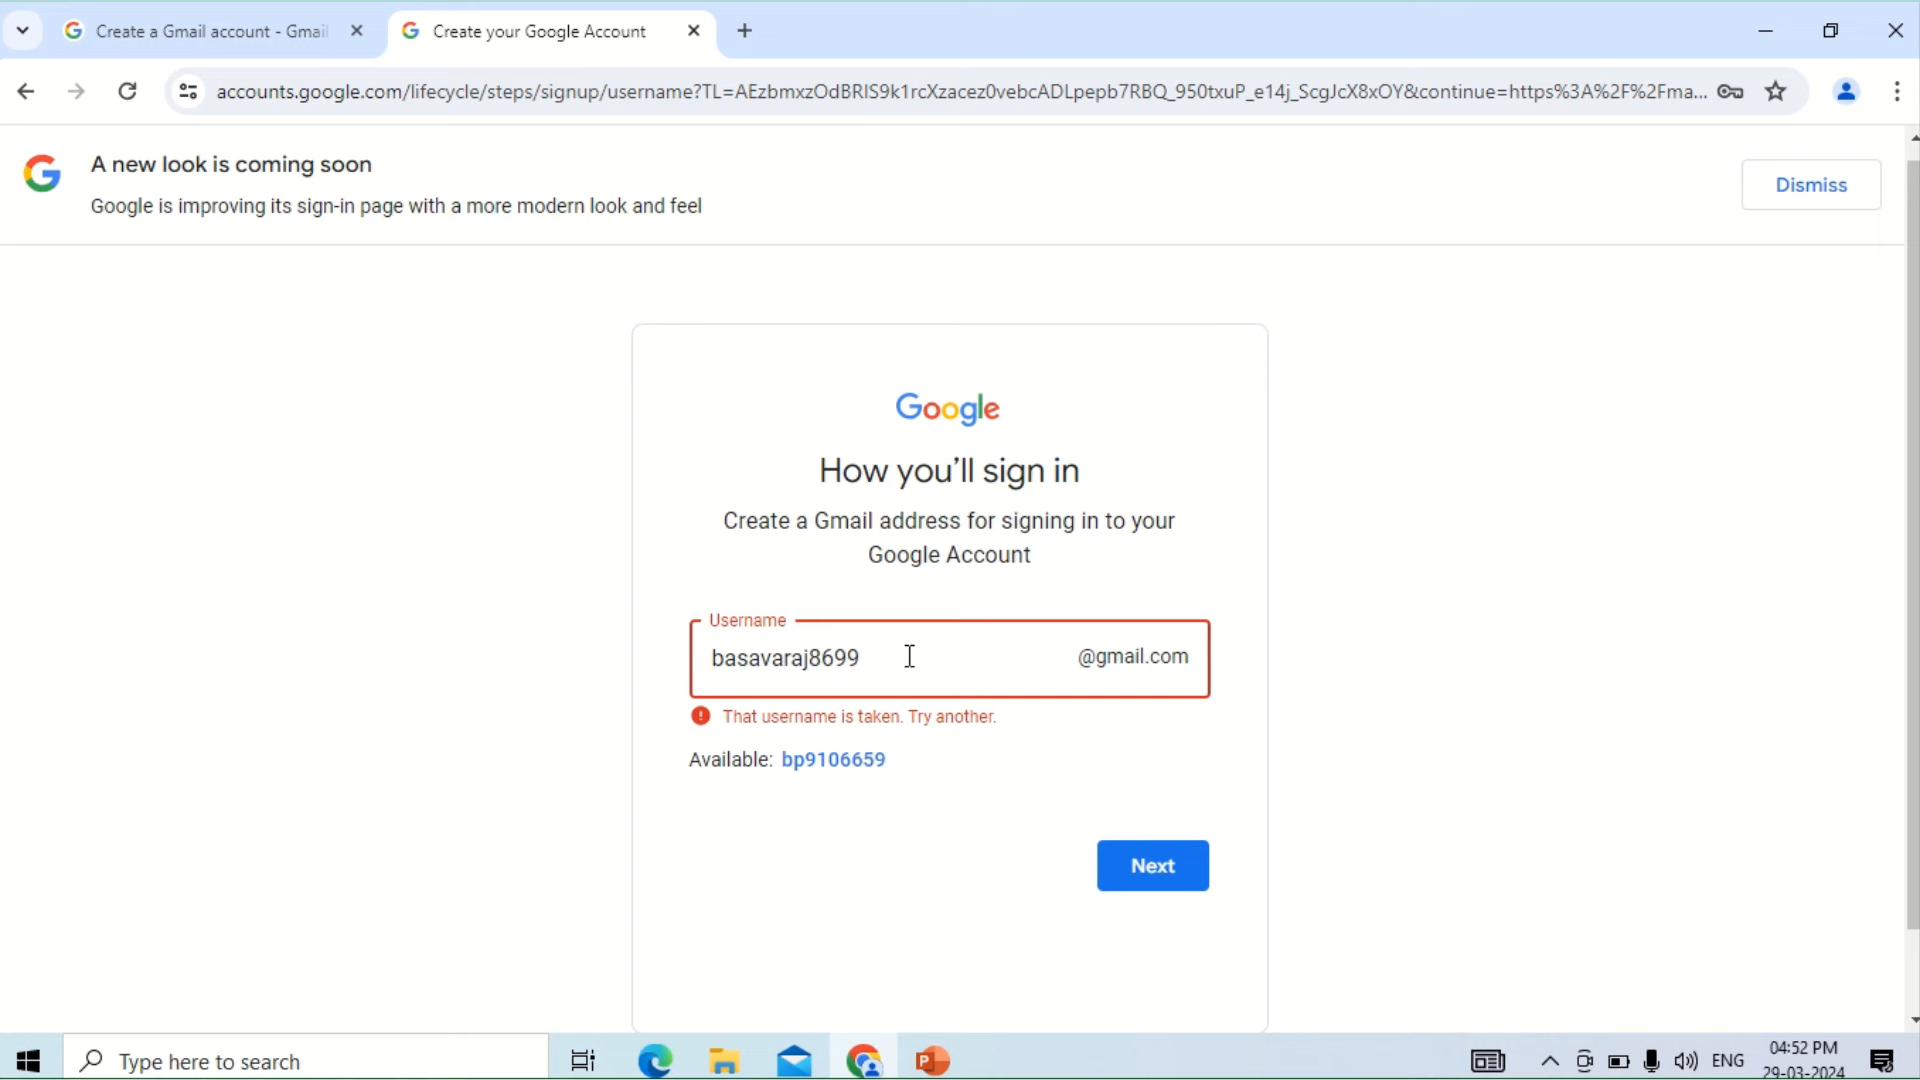 Create a Gmail account - Gmail
Create your Google Account
accounts.google.com/lifecycle/steps/signup/username?TL=AEzbmxzOdBRIS9k1rcXzacez0vebcADLpepb7RBQ_950txuP_e14j_ScgJcX8xOY&continue=https%3A%2F%2Fma...
A new look is coming soon
Google is improving its sign-in page with a more modern look and feel
Dismiss
Google
How you'll sign in
Create a Gmail address for signing in to your
Google Account
Username
basavaraj8699 @gmail.com
That username is taken. Try another.
Available: bp9106659
Next
Type here to search
ENG
04:52 PM
29-03-2024